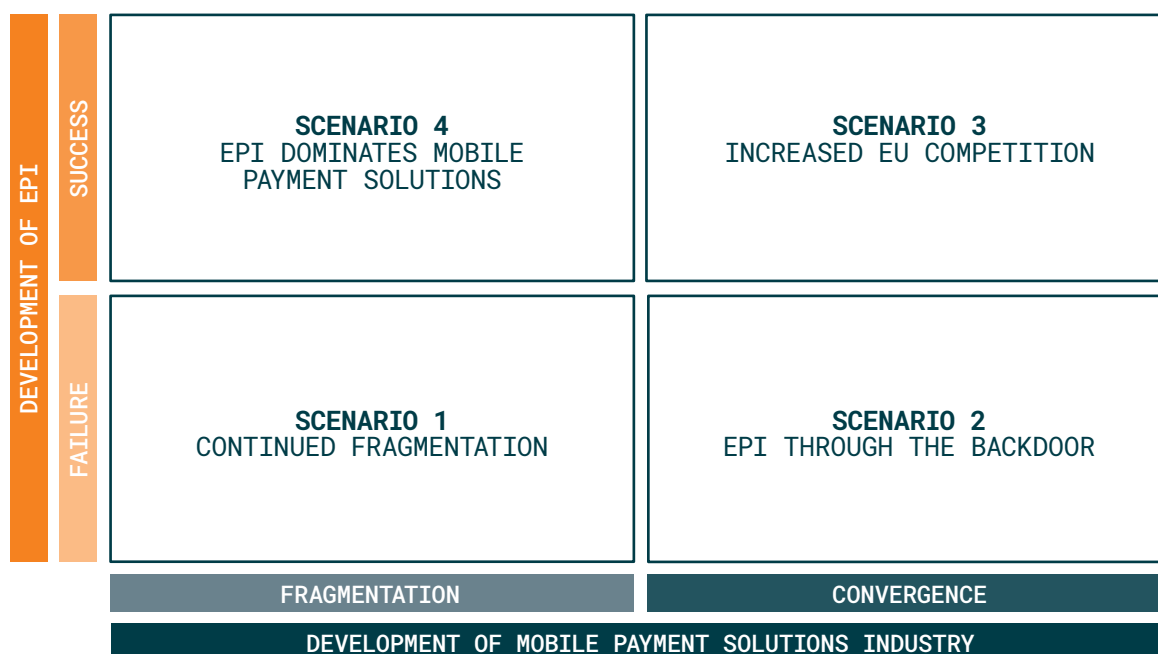 DEVELOPMENT OF EPI
SUCCESS
SCENARIO 4
EPI DOMINATES MOBILE
PAYMENT SOLUTIONS
SCENARIO 3
INCREASED EU COMPETITION
FAILURE
SCENARIO 1
CONTINUED FRAGMENTATION
SCENARIO 2
EPI THROUGH THE BACKDOOR
FRAGMENTATION
CONVERGENCE
DEVELOPMENT OF MOBILE PAYMENT SOLUTIONS INDUSTRY